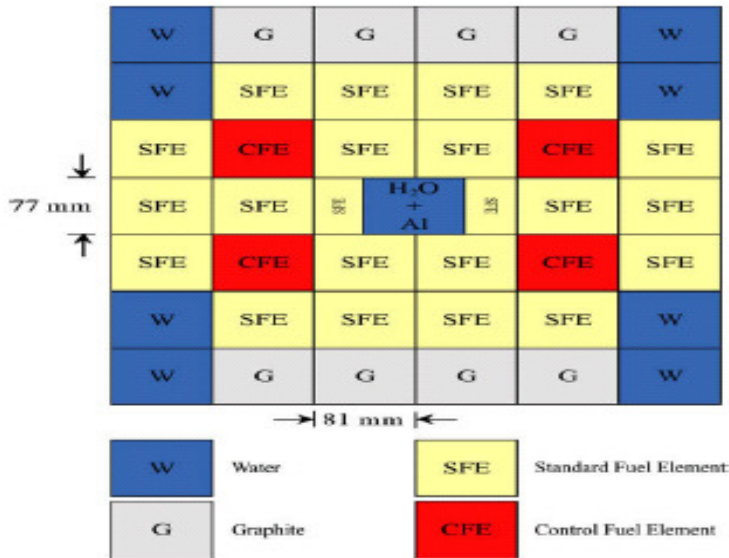 W G G G G W
W SFE SFE SFE SFE W
SFE CFE SFE SFE CFE SFE
77 mm SFE SFE SFE H₂O + Al SFE SFE SFE
SFE CFE SFE SFE CFE SFE
W SFE SFE SFE SFE W
W G G G G W
81 mm
W Water SFE Standard Fuel Element:
G Graphite CFE Control Fuel Element